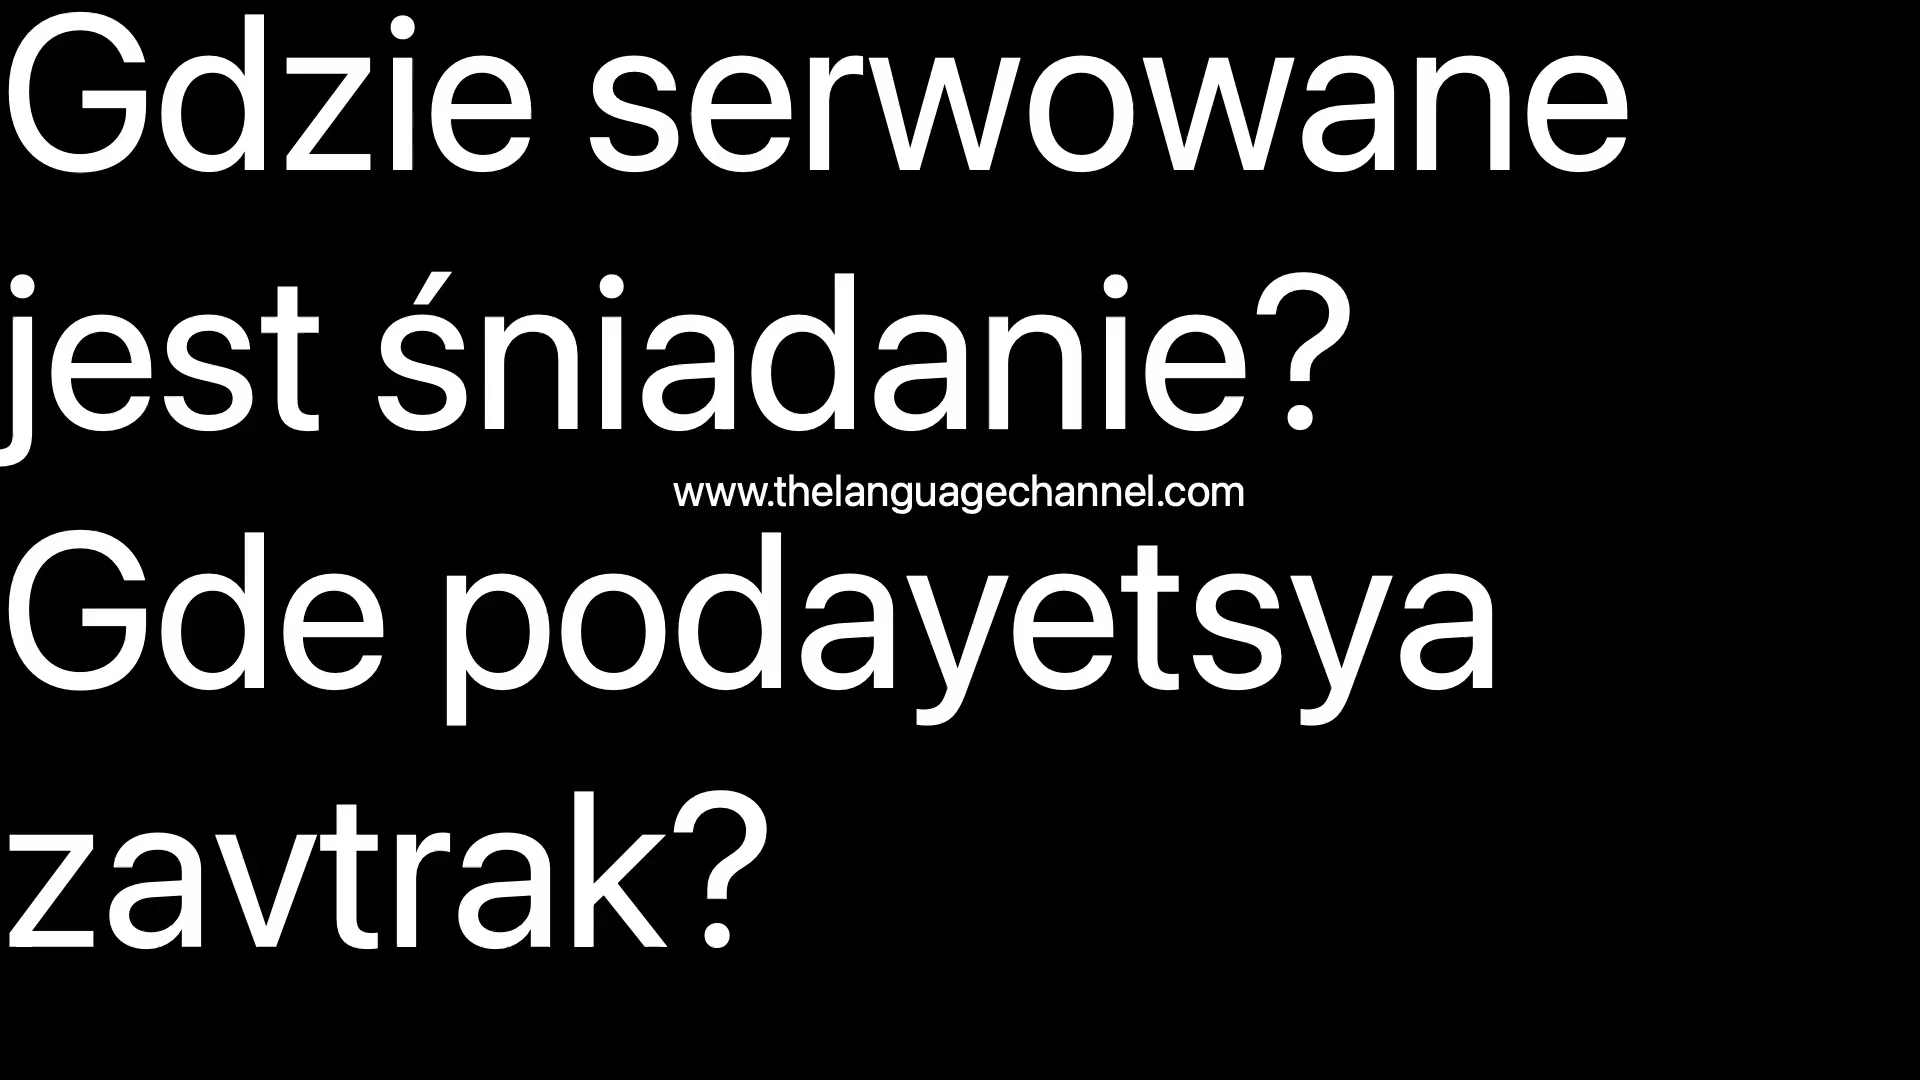 Gdzie serwowane
jest śniadanie?
www.thelanguagechannel.com
Gde podayetsya
zavtrak?